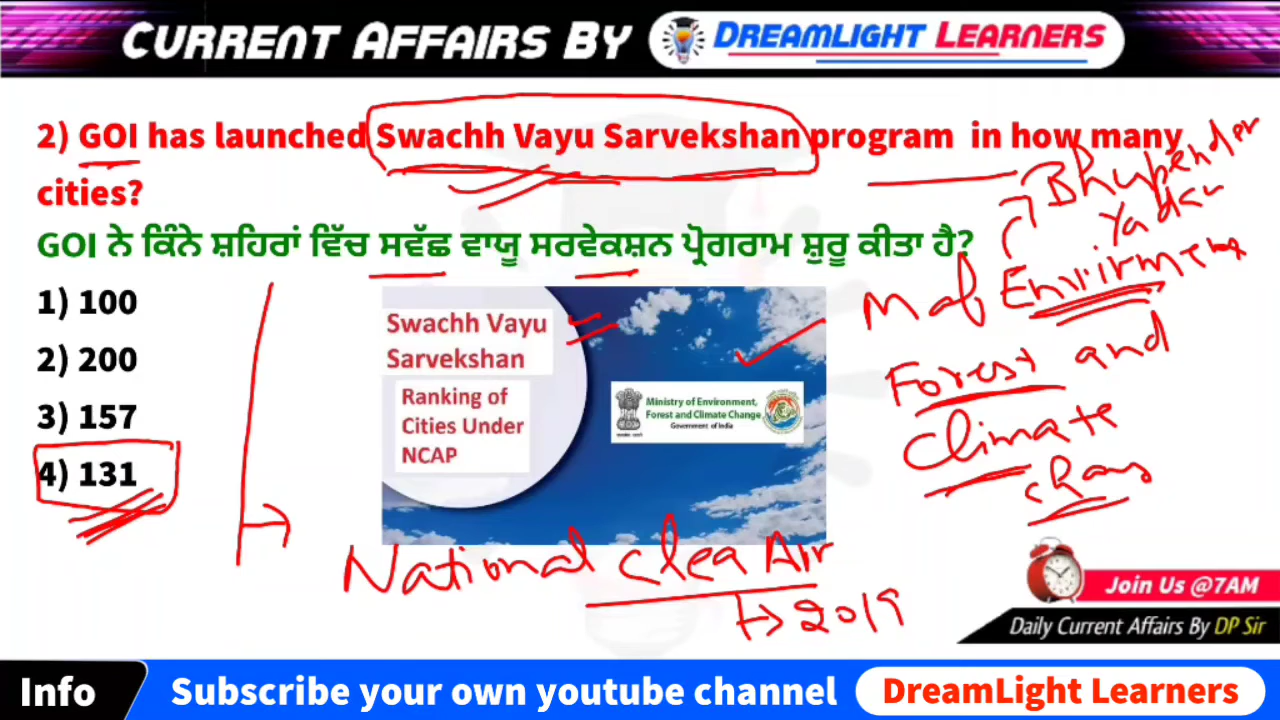 CURRENT AFFAIRS BY DREAMLIGHT LEARNERS
2) GOI has launched Swachh Vayu Sarvekshan program in how many
cities?
GOI ਨੇ ਕਿੰਨੇ ਸ਼ਹਿਰਾਂ ਵਿੱਚ ਸਵੱਛ ਵਾਯੂ ਸਰਵੇਕਸ਼ਨ ਪ੍ਰੋਗਰਾਮ ਸ਼ੁਰੂ ਕੀਤਾ ਹੈ?
1) 100
2) 200
3) 157
4) 131
Swachh Vayu
Sarvekshan
Ranking of
Cities Under
NCAP
Ministry of Environment,
Forest and Climate Change
Government of India
Bhupender
Yadav
M of
Forest and
Climate
National Clea Air
2019
Join Us @7AM
Daily Current Affairs By DP Sir
Info
Subscribe your own youtube channel
DreamLight Learners